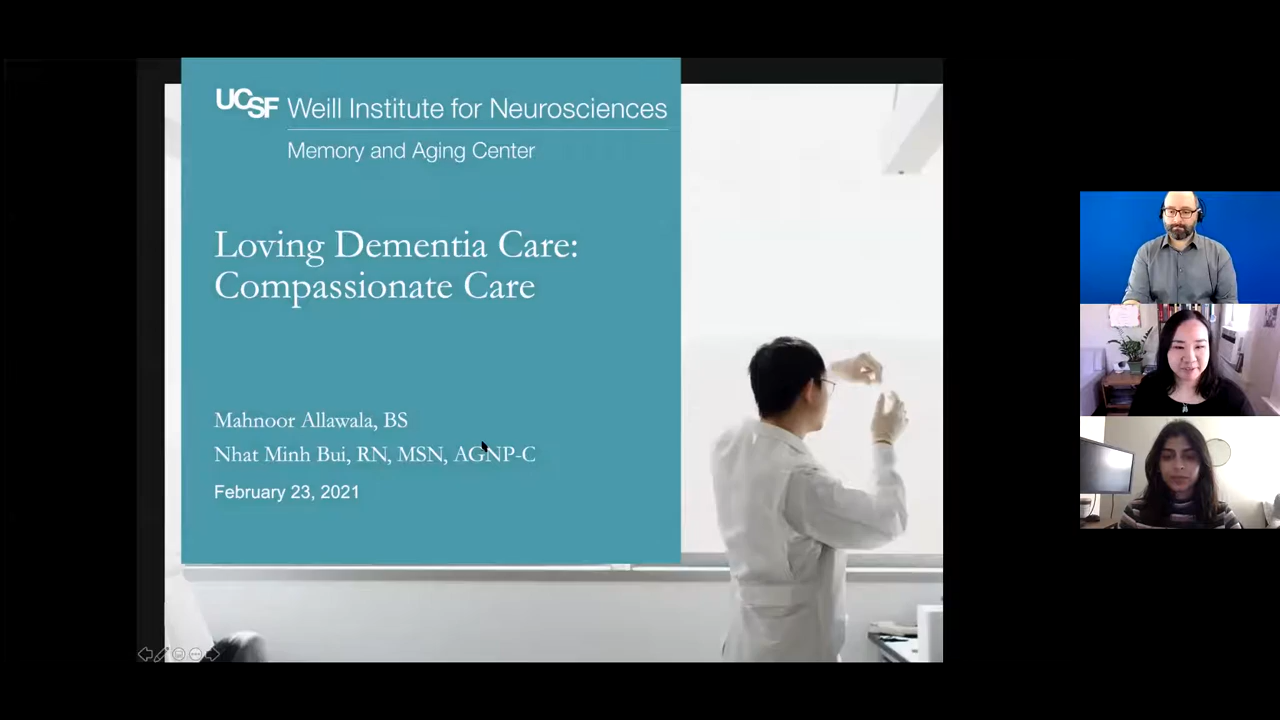 UCSF Weill Institute for Neurosciences
Memory and Aging Center
Loving Dementia Care:
Compassionate Care
Mahnoor Allawala, BS
Nhat Minh Bui, RN, MSN, AGNP-C
February 23, 2021